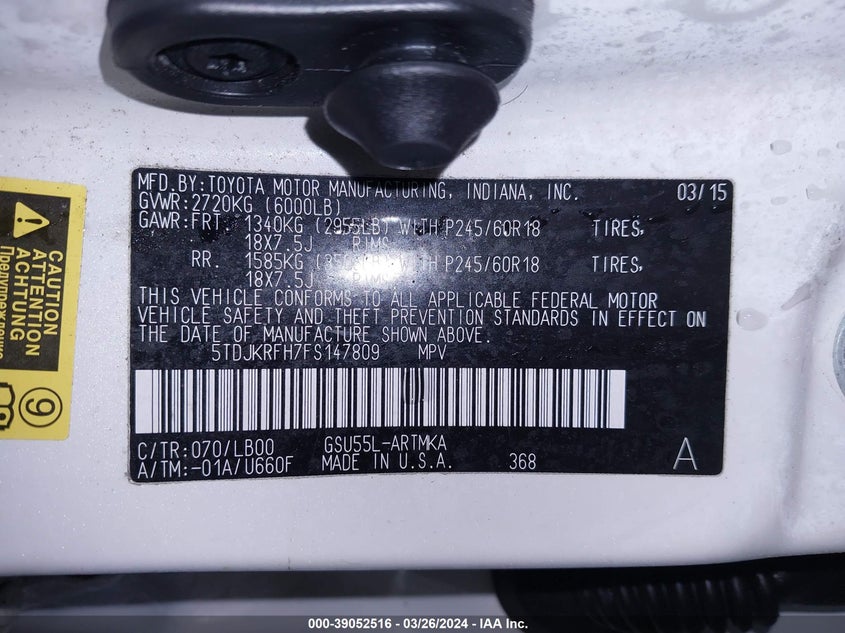 MFD.BY:TOYOTA MOTOR MANUFACTURING, INDIANA, INC. 03/15
GVWR:2720KG (6000LB)
GAWR:FRT 1340KG (2955LB) WITH P245/60R18 TIRES,
18X7.5J RIMS
RR. 1585KG WITH P245/60R18 TIRES,
18X7.5J
THIS VEHICLE CONFORMS TO ALL APPLICABLE FEDERAL MOTOR
VEHICLE SAFETY AND THEFT PREVENTION STANDARDS IN EFFECT ON
THE DATE OF MANUFACTURE SHOWN ABOVE.
5TDJKRFH7FS147809 MPV
C/TR:070/LB00 GSU55L-ARTMKA
A/TM:-01A/U660F MADE IN U.S.A. 368 A
CAUTION
ATTENTION
ACHTUNG
9
000-39052516 - 03/26/2024 - IAA Inc.